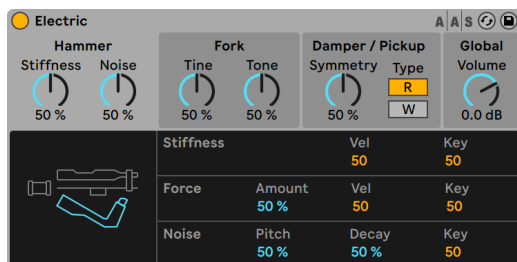 Electric A A S
Hammer Fork Damper / Pickup Global
Stiffness Noise Tine Tone Symmetry Type Volume
R
W
50 % 50 % 50 % 50 % 50 % 0.0 dB
Stiffness Vel Key
50 50
Force Amount Vel Key
50 % 50 50
Noise Pitch Decay Key
50 % 50 % 50